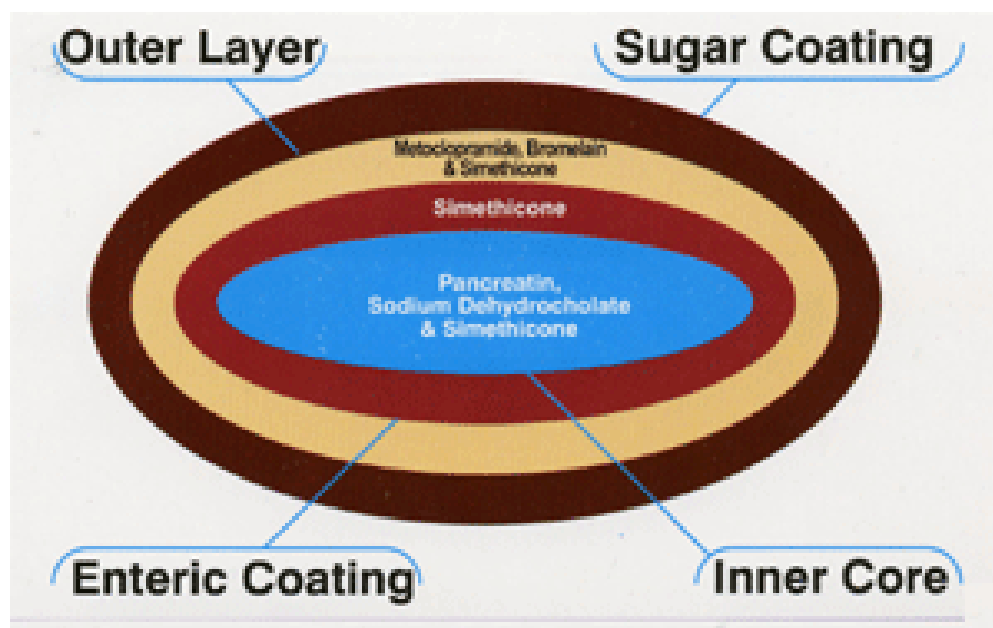 Outer Layer
Sugar Coating
Metoclopramide, Bromelain
& Simethicone
Simethicone
Pancreatin,
Sodium Dehydrocholate
& Simethicone
Enteric Coating
Inner Core